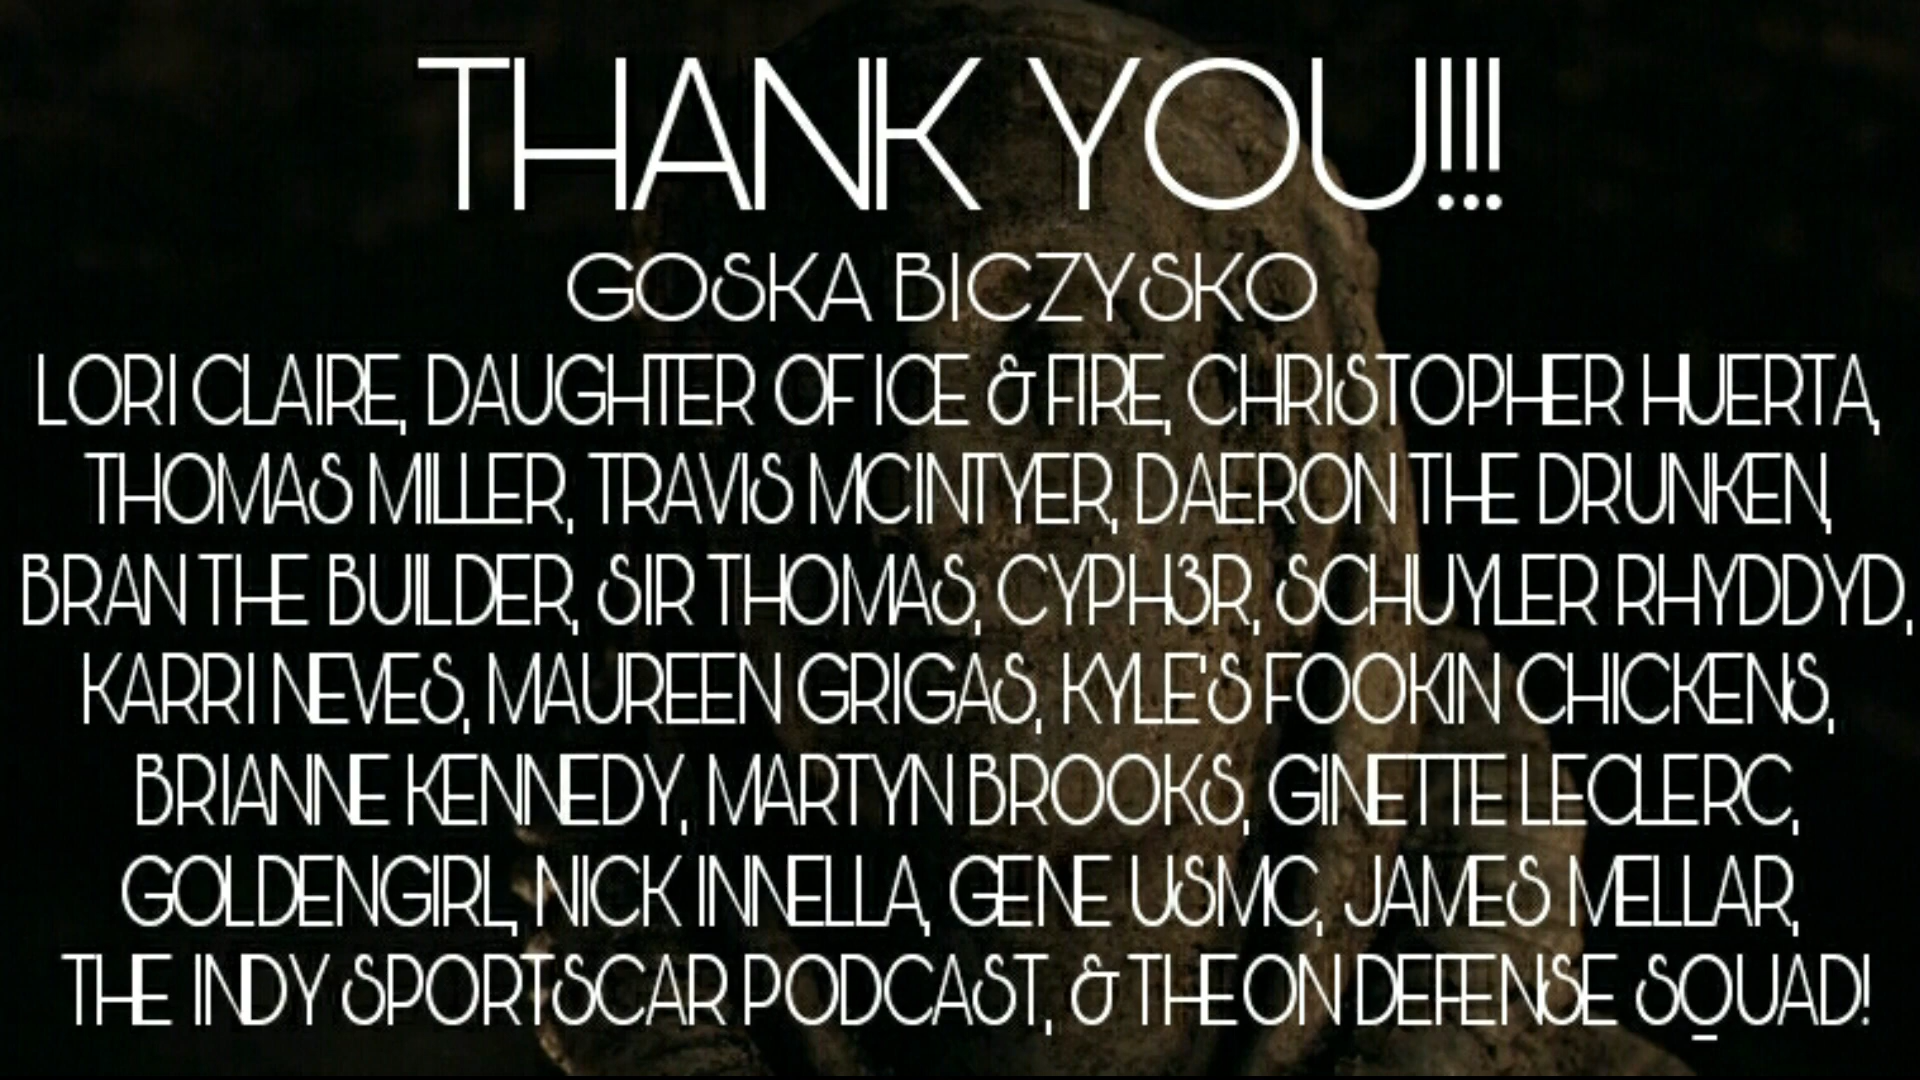 THANK YOU!!!
GOSKA BICZYSKO
LORI CLAIRE, DAUGHTER OF ICE & FIRE, CHRISTOPHER HUERTA,
THOMAS MILLER, TRAVIS MCINTYER, DAERON THE DRUNKEN,
BRAN THE BUILDER, SIR THOMAS, CYPH3R, SCHUYLER RHYDDYD,
KARRI NEVES, MAUREEN GRIGAS, KYLE'S FOOKIN CHICKENS,
BRIANNE KENNEDY, MARTYN BROOKS, GINETTE LECLERC,
GOLDENGIRL, NICK INNELLA, GENE USMC, JAMES MELLAR,
THE INDY SPORTSCAR PODCAST, & THE ON DEFENSE SQUAD!